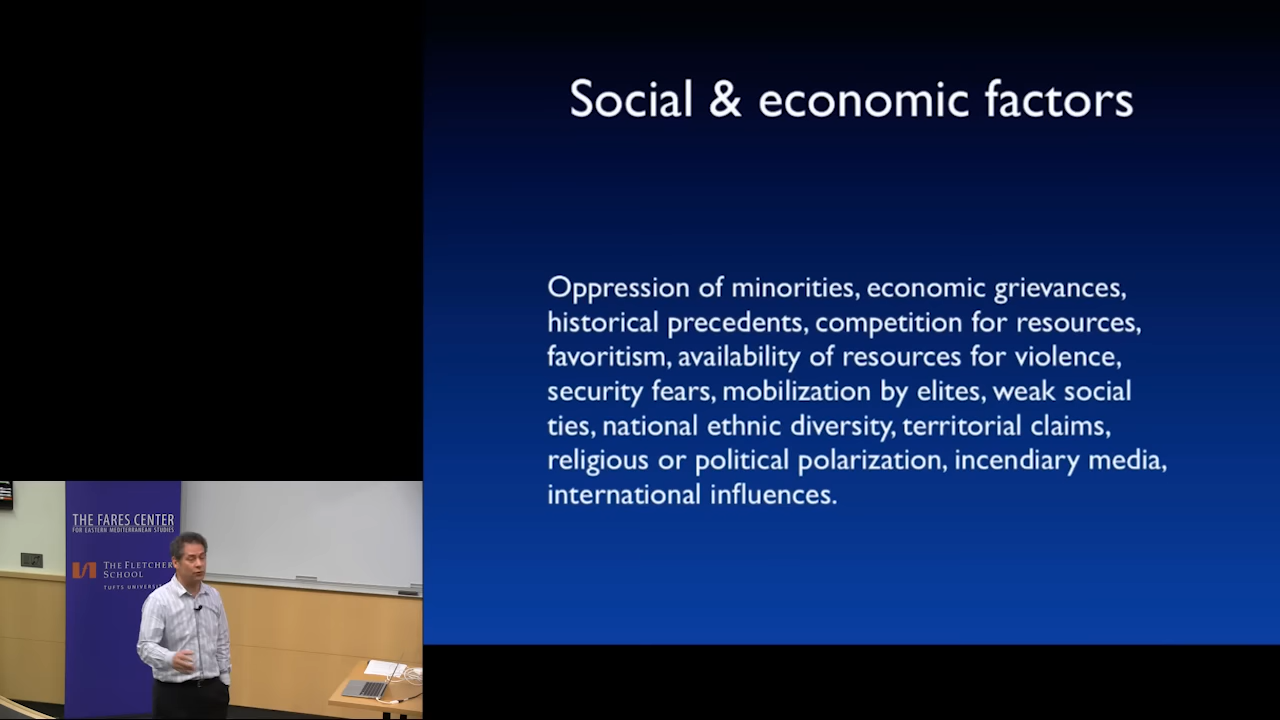 Social & economic factors
Oppression of minorities, economic grievances,
historical precedents, competition for resources,
favoritism, availability of resources for violence,
security fears, mobilization by elites, weak social
ties, national ethnic diversity, territorial claims,
religious or political polarization, incendiary media,
international influences.
THE FARES CENTER
FOR EASTERN MEDITERRANEAN STUDIES
THE FLETCHER
SCHOOL
TUFTS